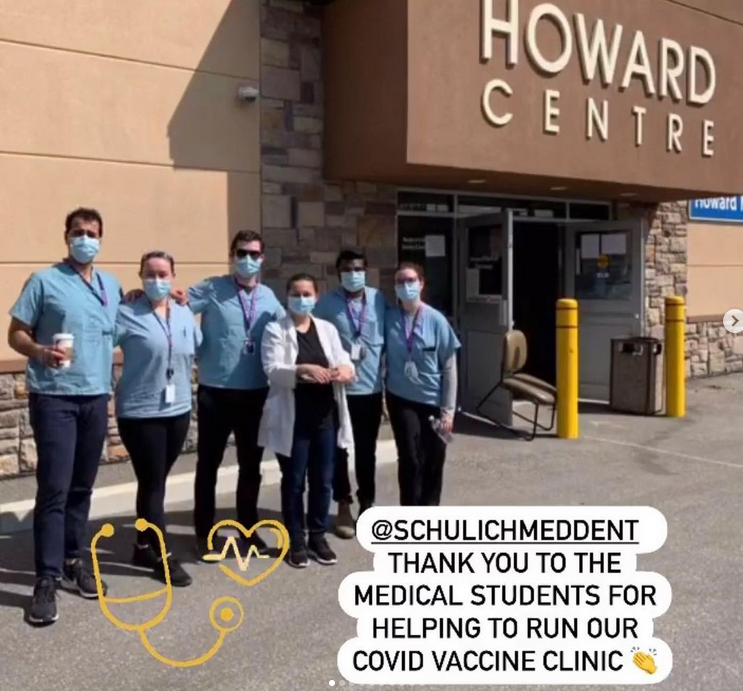 HOWARD
CENTRE
Howard
@SCHULICHMEDDENT
THANK YOU TO THE
MEDICAL STUDENTS FOR
HELPING TO RUN OUR
COVID VACCINE CLINIC 👏